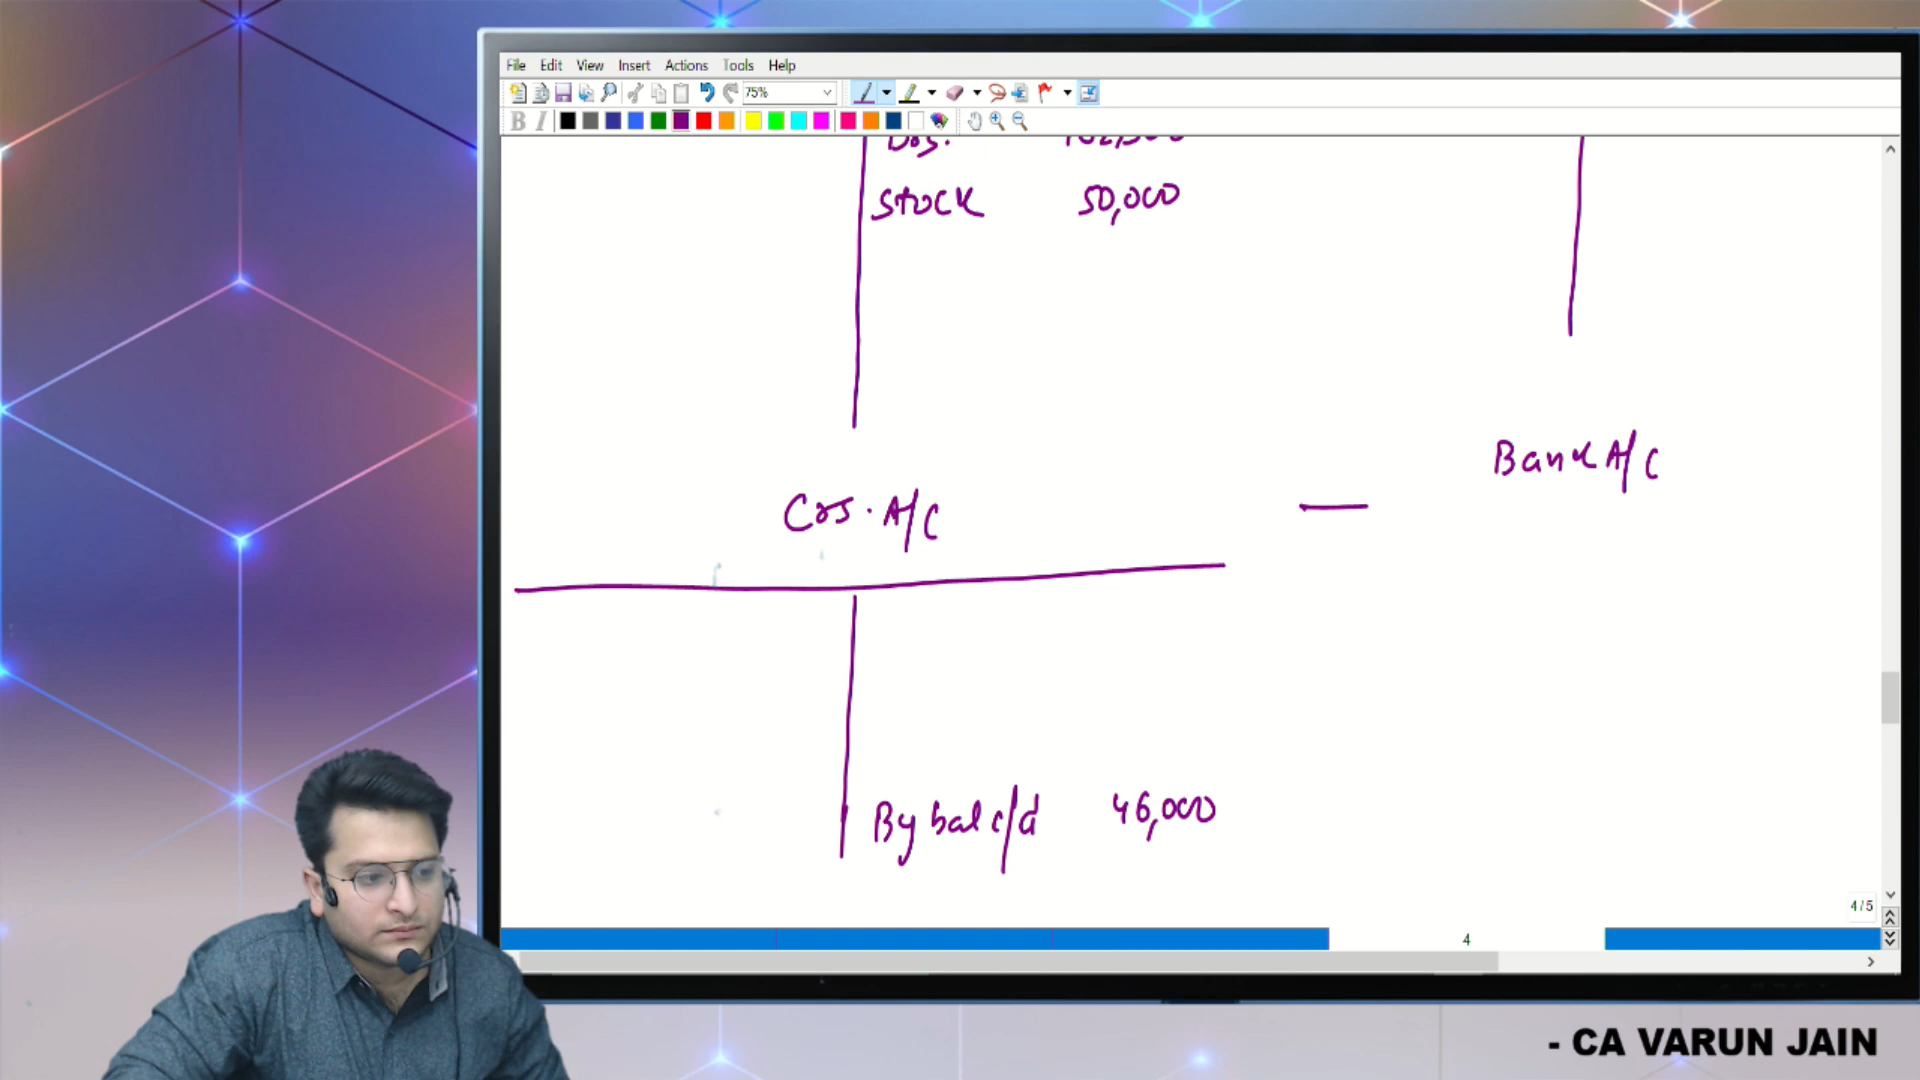 File Edit View Insert Actions Tools Help
75%
B I
Stock 50,000
Bank A/C
Crs. A/C
By bal c/d 46,000
4/5
4
- CA VARUN JAIN